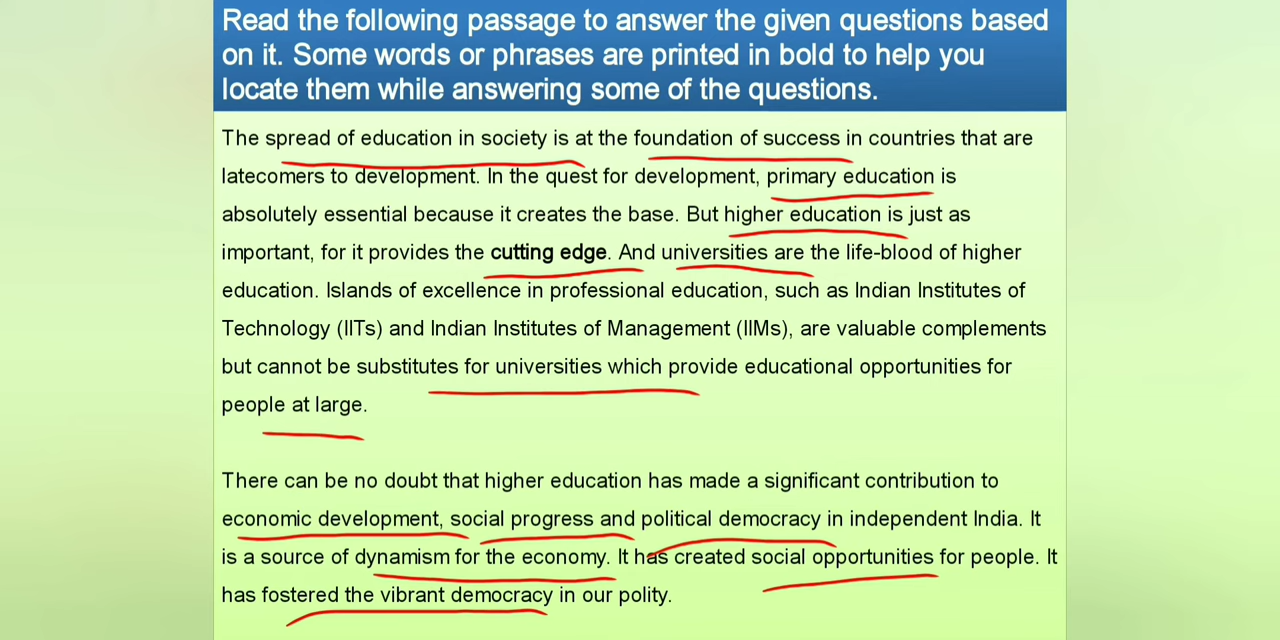 Read the following passage to answer the given questions based
on it. Some words or phrases are printed in bold to help you
locate them while answering some of the questions.
The spread of education in society is at the foundation of success in countries that are
latecomers to development. In the quest for development, primary education is
absolutely essential because it creates the base. But higher education is just as
important, for it provides the cutting edge. And universities are the life-blood of higher
education. Islands of excellence in professional education, such as Indian Institutes of
Technology (IITs) and Indian Institutes of Management (IIMs), are valuable complements
but cannot be substitutes for universities which provide educational opportunities for
people at large.
There can be no doubt that higher education has made a significant contribution to
economic development, social progress and political democracy in independent India. It
is a source of dynamism for the economy. It has created social opportunities for people. It
has fostered the vibrant democracy in our polity.